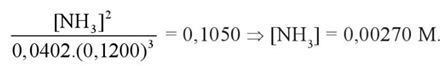 [NH₃]² / 0,0402.(0,1200)³ = 0,1050 ⇒ [NH₃] = 0,00270 M.